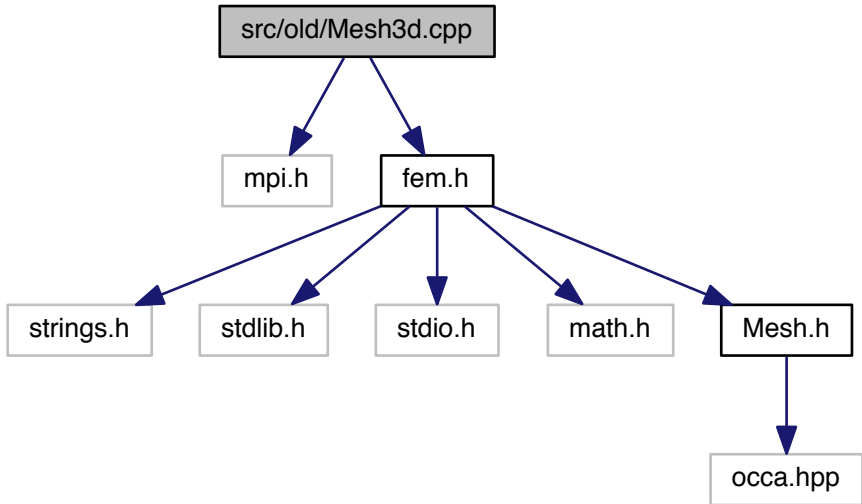 src/old/Mesh3d.cpp
mpi.h
fem.h
strings.h
stdlib.h
stdio.h
math.h
Mesh.h
occa.hpp